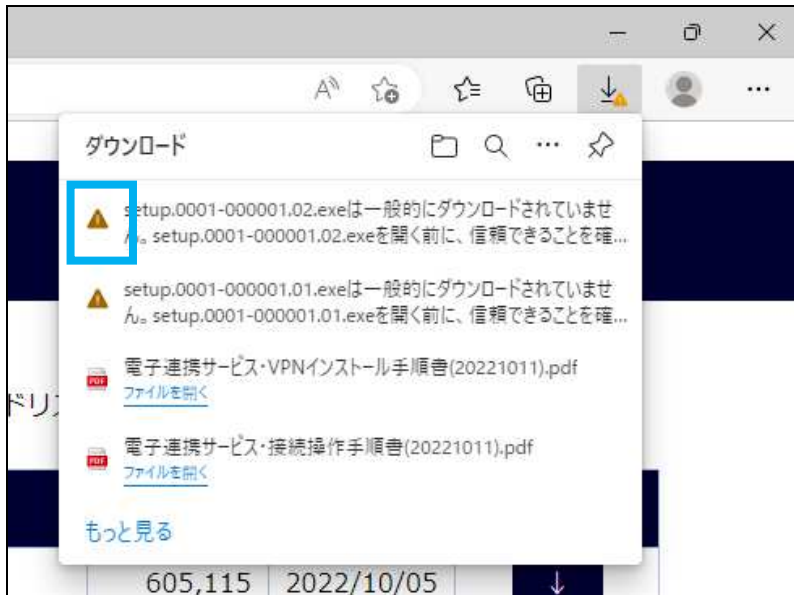 ダウンロード
setup.0001-000001.02.exeは一般的にダウンロードされていませ
ん。setup.0001-000001.02.exeを開く前に、信頼できることを確...
setup.0001-000001.01.exeは一般的にダウンロードされていませ
ん。setup.0001-000001.01.exeを開く前に、信頼できることを確...
電子連携サービス・VPNインストール手順書(20221011).pdf
ファイルを開く
ドリ
電子連携サービス・接続操作手順書(20221011).pdf
ファイルを開く
もっと見る
605,115 2022/10/05 ↓